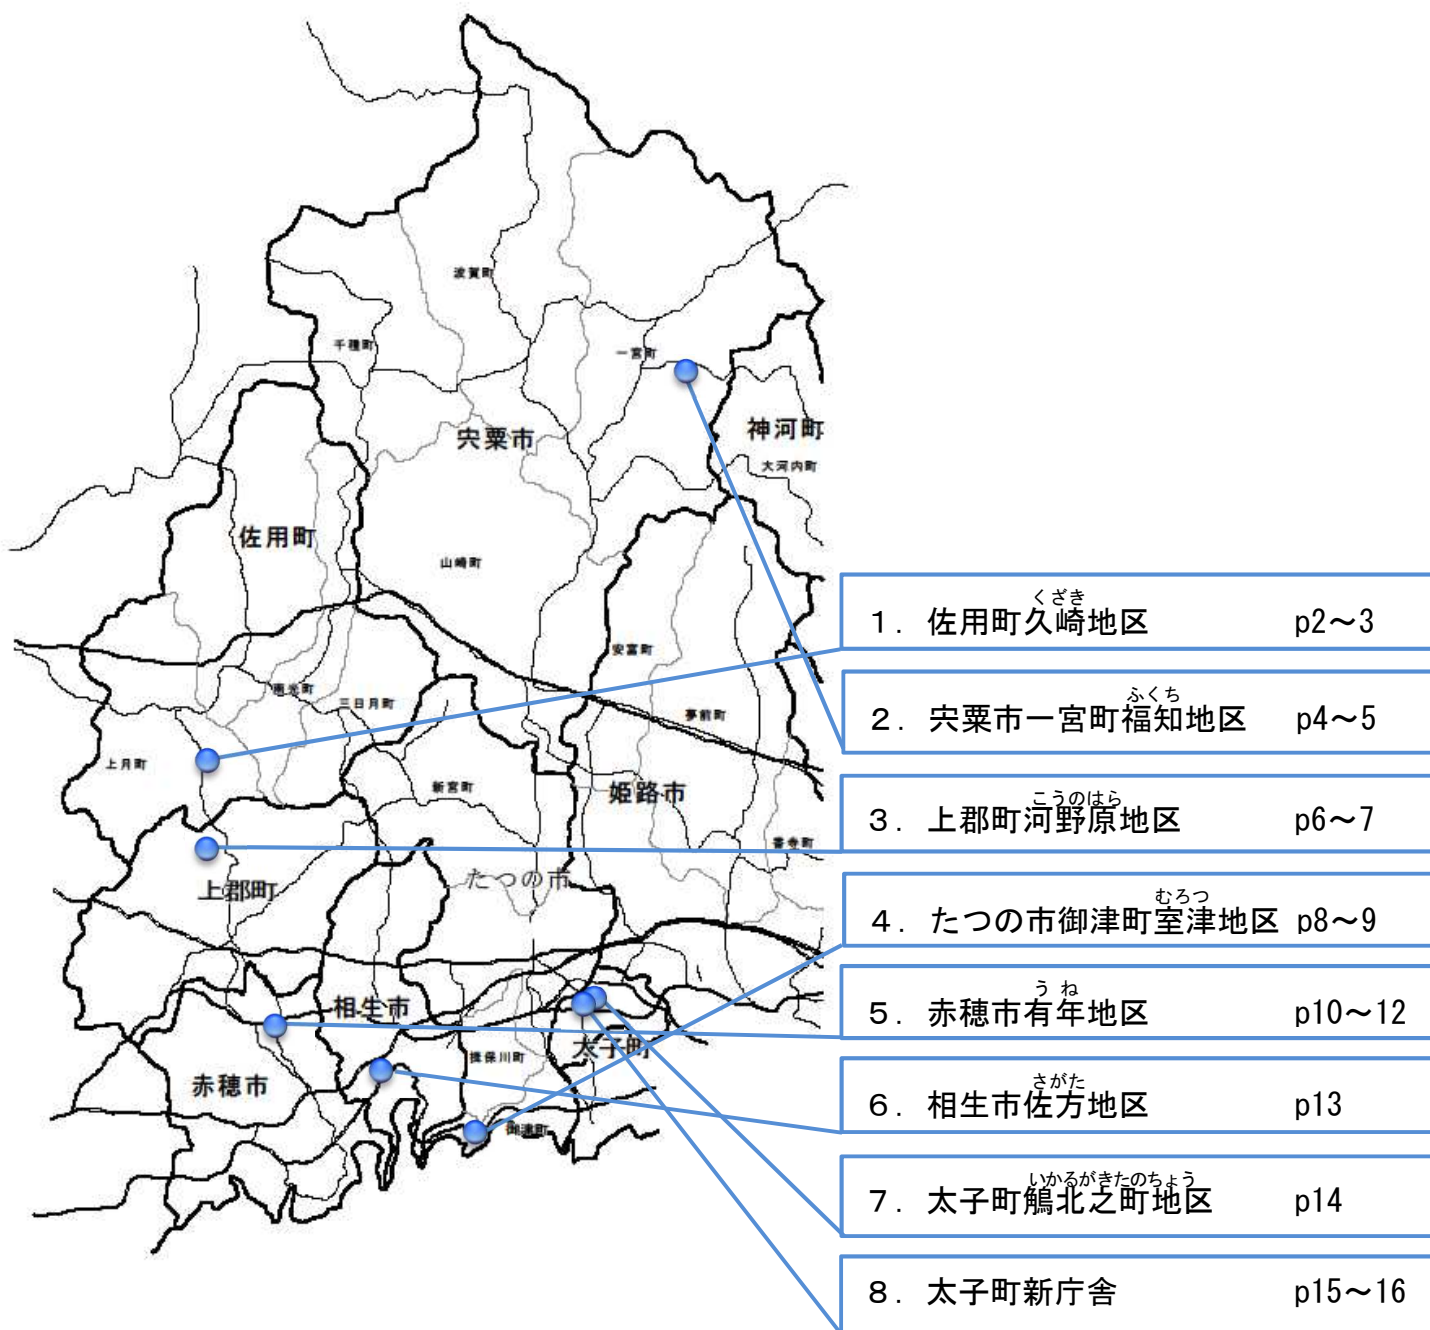 波賀町
千種町
一宮町
宍粟市
神河町
大河内町
佐用町
山崎町
安富町
南光町
三日月町
夢前町
上月町
新宮町
姫路市
香寺町
上郡町
たつの市
相生市
太子町
揖保川町
赤穂市
御津町
くざき
1. 佐用町久崎地区 p2～3
ふくち
2. 宍粟市一宮町福知地区 p4～5
こうのはら
3. 上郡町河野原地区 p6～7
むろつ
4. たつの市御津町室津地区 p8～9
うね
5. 赤穂市有年地区 p10～12
さがた
6. 相生市佐方地区 p13
いかるがきたのちょう
7. 太子町鵤北之町地区 p14
8. 太子町新庁舎 p15～16